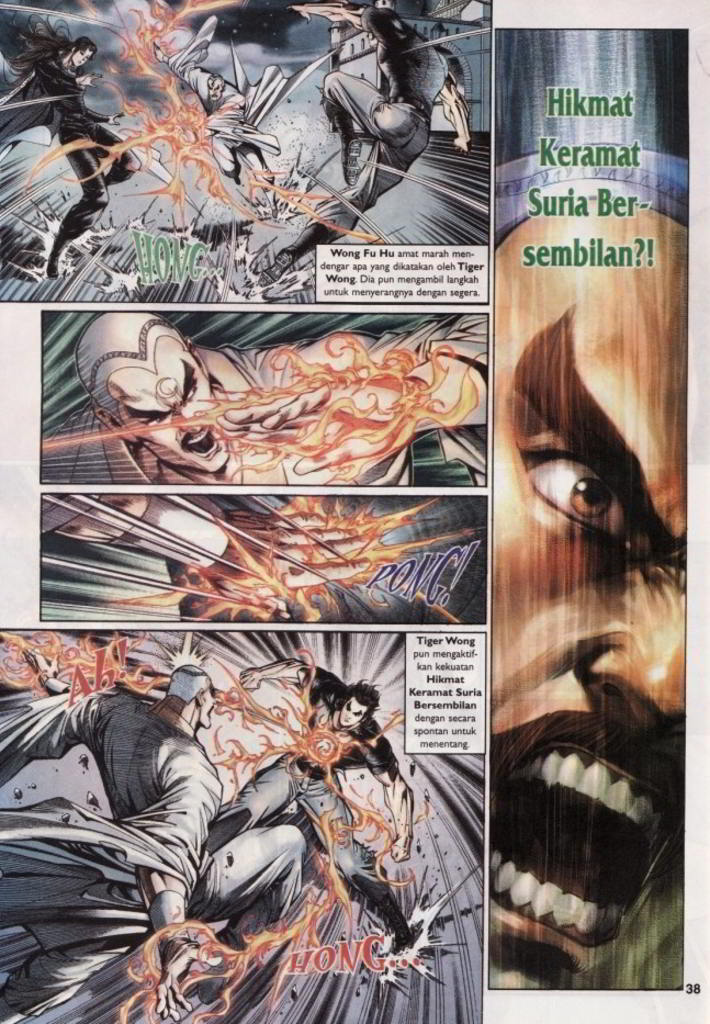 HONG...
Wong Fu Hu amat marah men-
dengar apa yang dikatakan oleh Tiger
Wong. Dia pun mengambil langkah
untuk menyerangnya dengan segera.
PONG!
Ah!
Tiger Wong
pun mengaktif-
kan kekuatan
Hikmat
Keramat Suria
Bersembilan
dengan secara
spontan untuk
menentang.
HONG...
Hikmat
Keramat
Suria Ber-
sembilan?!
38